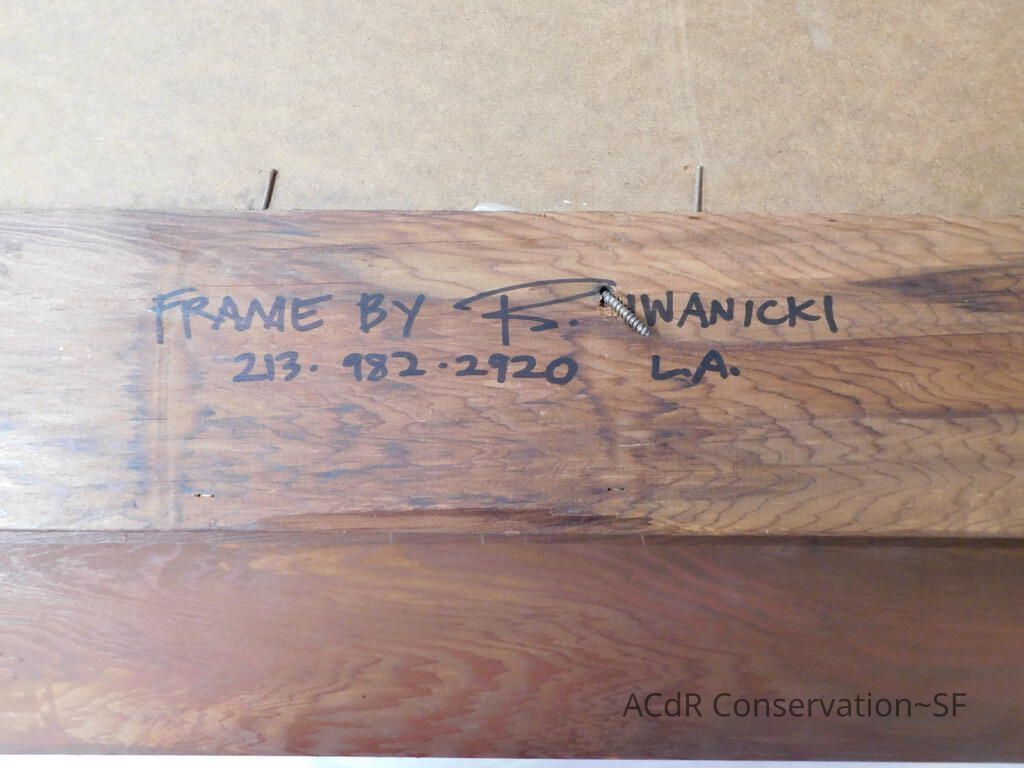 FRAME BY R. IWANICKI
213. 982.2920 L.A.
ACdR Conservation~SF